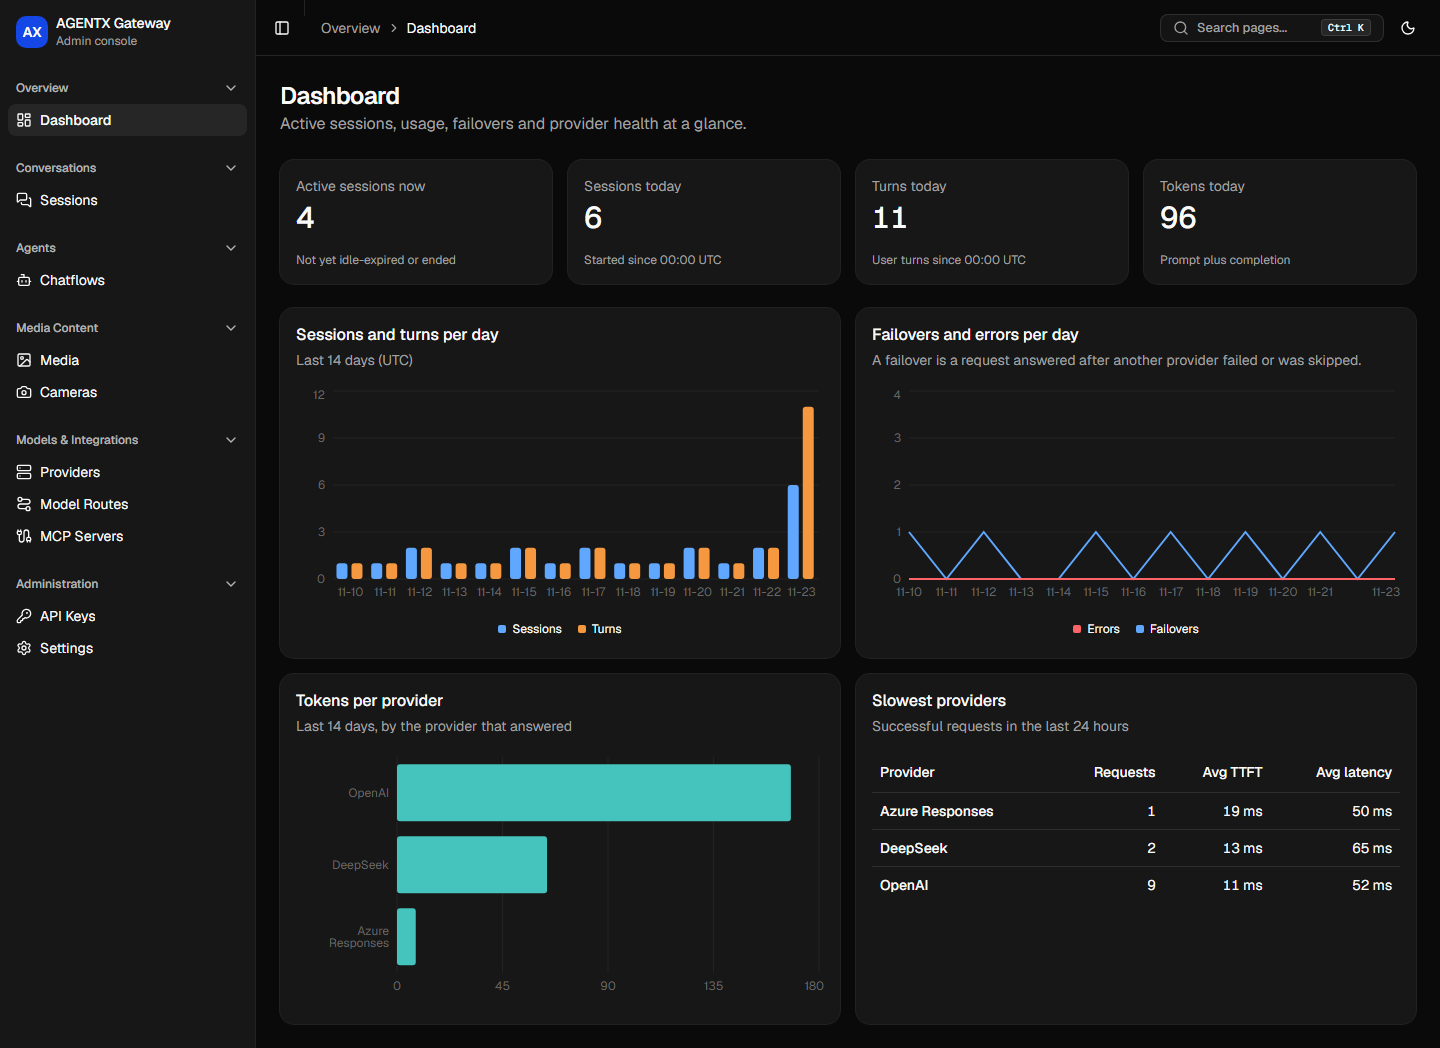 AX
AGENTX Gateway
Admin console
Overview
Dashboard
Conversations
Sessions
Agents
Chatflows
Media Content
Media
Cameras
Models & Integrations
Providers
Model Routes
MCP Servers
Administration
API Keys
Settings
Overview > Dashboard
Search pages... Ctrl K
Dashboard
Active sessions, usage, failovers and provider health at a glance.
Active sessions now
4
Not yet idle-expired or ended
Sessions today
6
Started since 00:00 UTC
Turns today
11
User turns since 00:00 UTC
Tokens today
96
Prompt plus completion
Sessions and turns per day
Last 14 days (UTC)
12
9
6
3
0
11-10 11-11 11-12 11-13 11-14 11-15 11-16 11-17 11-18 11-19 11-20 11-21 11-22 11-23
Sessions Turns
Failovers and errors per day
A failover is a request answered after another provider failed or was skipped.
4
3
2
1
0
11-10 11-11 11-12 11-13 11-14 11-15 11-16 11-17 11-18 11-19 11-20 11-21 11-23
Errors Failovers
Tokens per provider
Last 14 days, by the provider that answered
OpenAI
DeepSeek
Azure
Responses
0 45 90 135 180
Slowest providers
Successful requests in the last 24 hours
Provider Requests Avg TTFT Avg latency
Azure Responses 1 19 ms 50 ms
DeepSeek 2 13 ms 65 ms
OpenAI 9 11 ms 52 ms